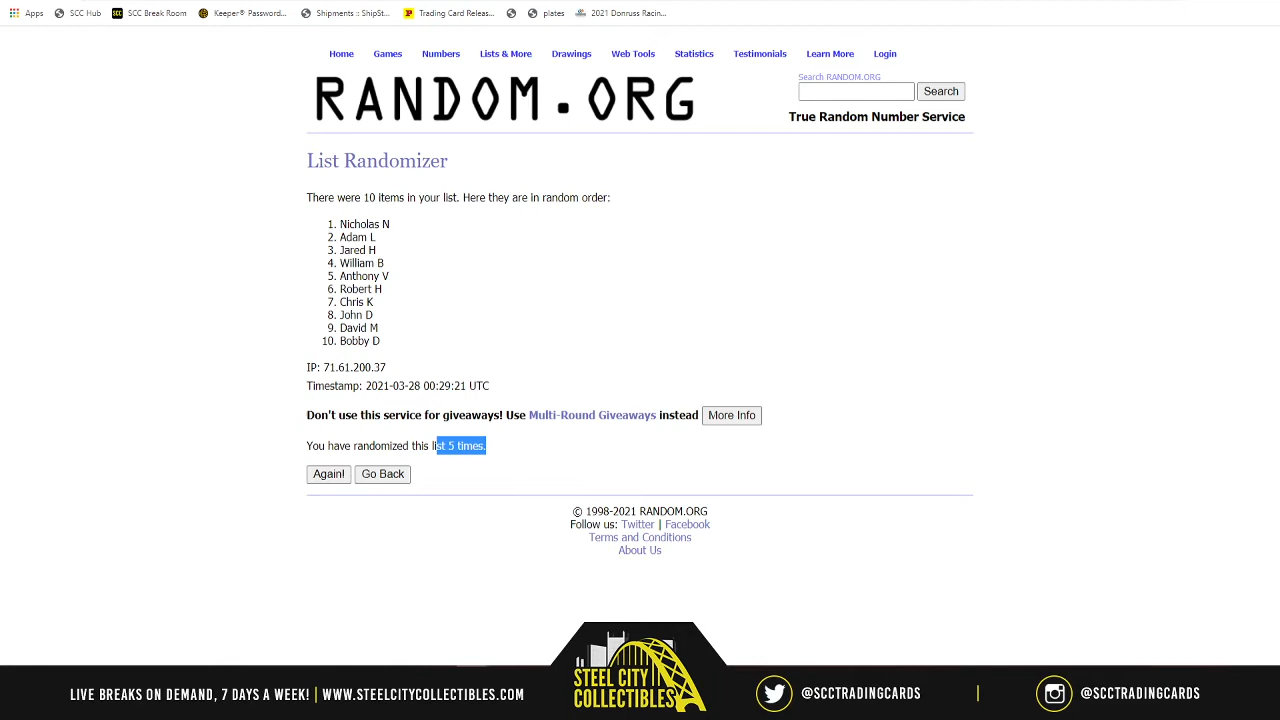 Apps SCC Hub SCC Break Room Keeper® Password... Shipments :: ShipSt... Trading Card Releas... plates 2021 Donruss Racin...
Home Games Numbers Lists & More Drawings Web Tools Statistics Testimonials Learn More Login
RANDOM.ORG
Search RANDOM.ORG
Search
True Random Number Service
List Randomizer
There were 10 items in your list. Here they are in random order:
1. Nicholas N
2. Adam L
3. Jared H
4. William B
5. Anthony V
6. Robert H
7. Chris K
8. John D
9. David M
10. Bobby D
IP: 71.61.200.37
Timestamp: 2021-03-28 00:29:21 UTC
Don't use this service for giveaways! Use Multi-Round Giveaways instead More Info
You have randomized this list 5 times.
Again! Go Back
© 1998-2021 RANDOM.ORG
Follow us: Twitter | Facebook
Terms and Conditions
About Us
LIVE BREAKS ON DEMAND, 7 DAYS A WEEK! | WWW.STEELCITYCOLLECTIBLES.COM
STEEL CITY
COLLECTIBLES
@SCCTRADINGCARDS | @SCCTRADINGCARDS